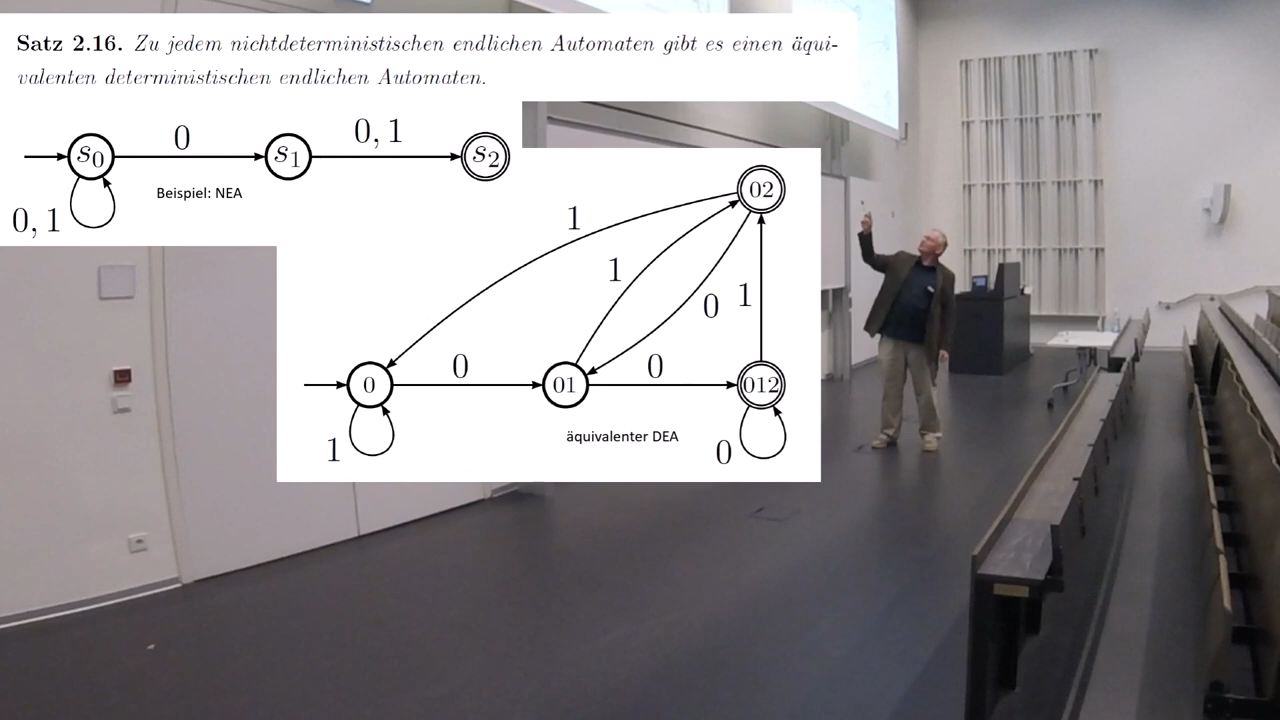 Satz 2.16. Zu jedem nichtdeterministischen endlichen Automaten gibt es einen äqui-
valenten deterministischen endlichen Automaten.
0
0, 1
s0
s1
s2
0, 1
Beispiel: NEA
02
1
1
0
1
0
0
0
01
012
1
äquivalenter DEA
0